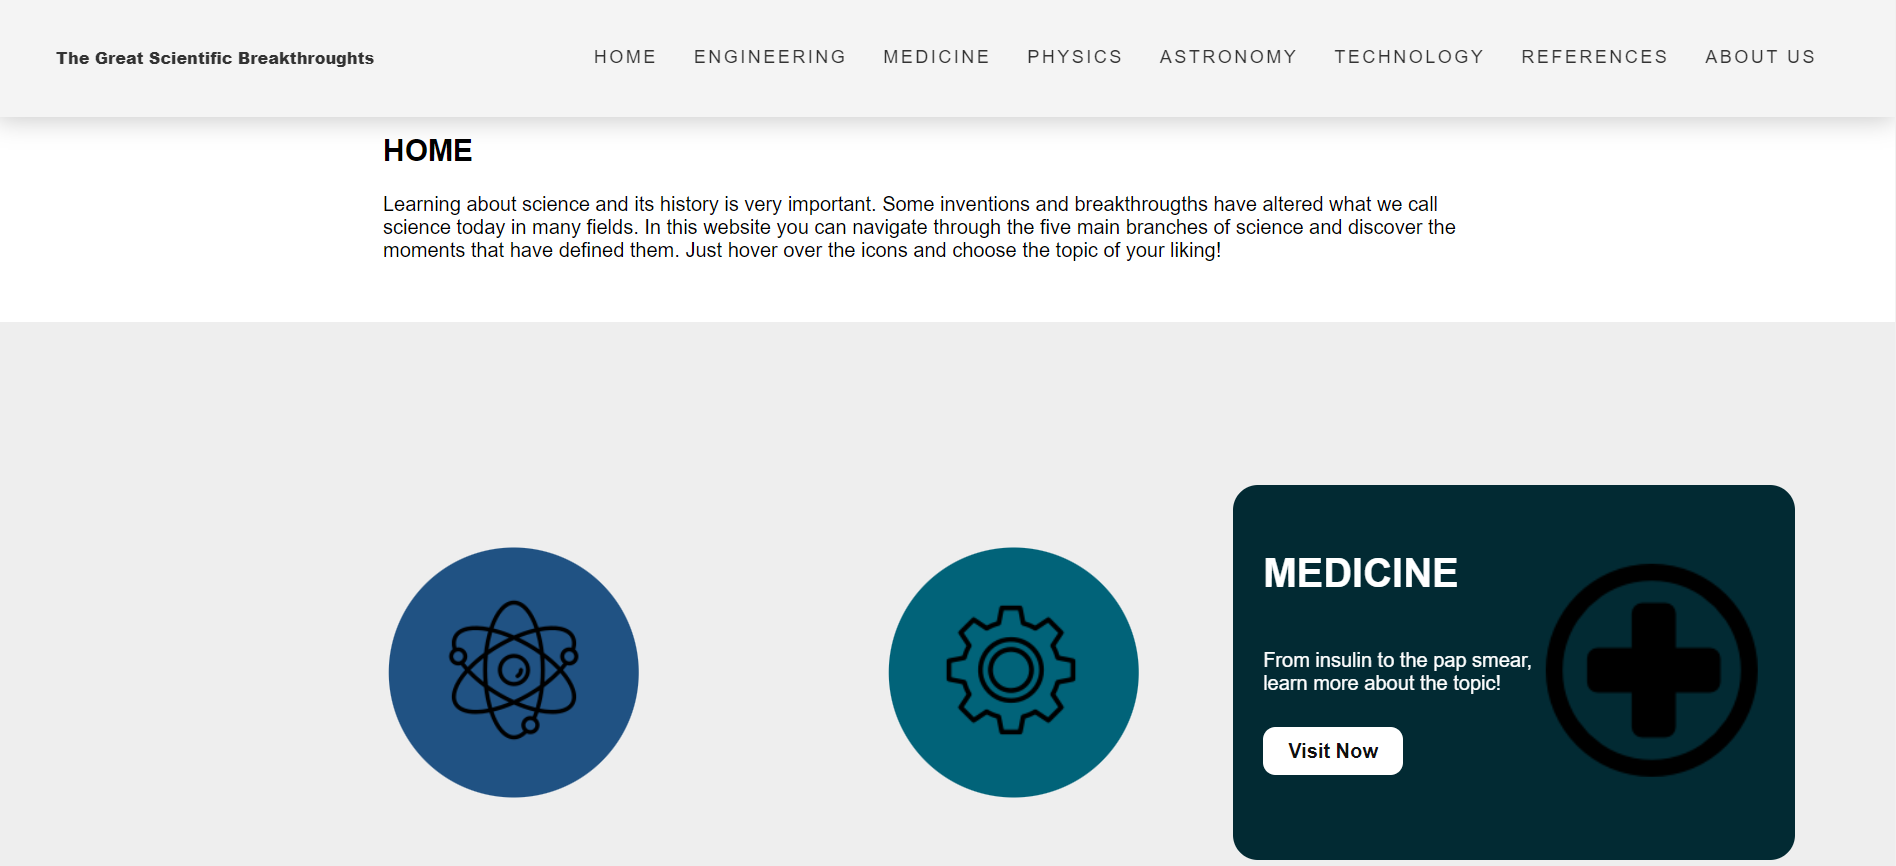 The Great Scientific Breakthroughts
HOME ENGINEERING MEDICINE PHYSICS ASTRONOMY TECHNOLOGY REFERENCES ABOUT US
HOME
Learning about science and its history is very important. Some inventions and breakthrougths have altered what we call
science today in many fields. In this website you can navigate through the five main branches of science and discover the
moments that have defined them. Just hover over the icons and choose the topic of your liking!
MEDICINE
From insulin to the pap smear,
learn more about the topic!
Visit Now